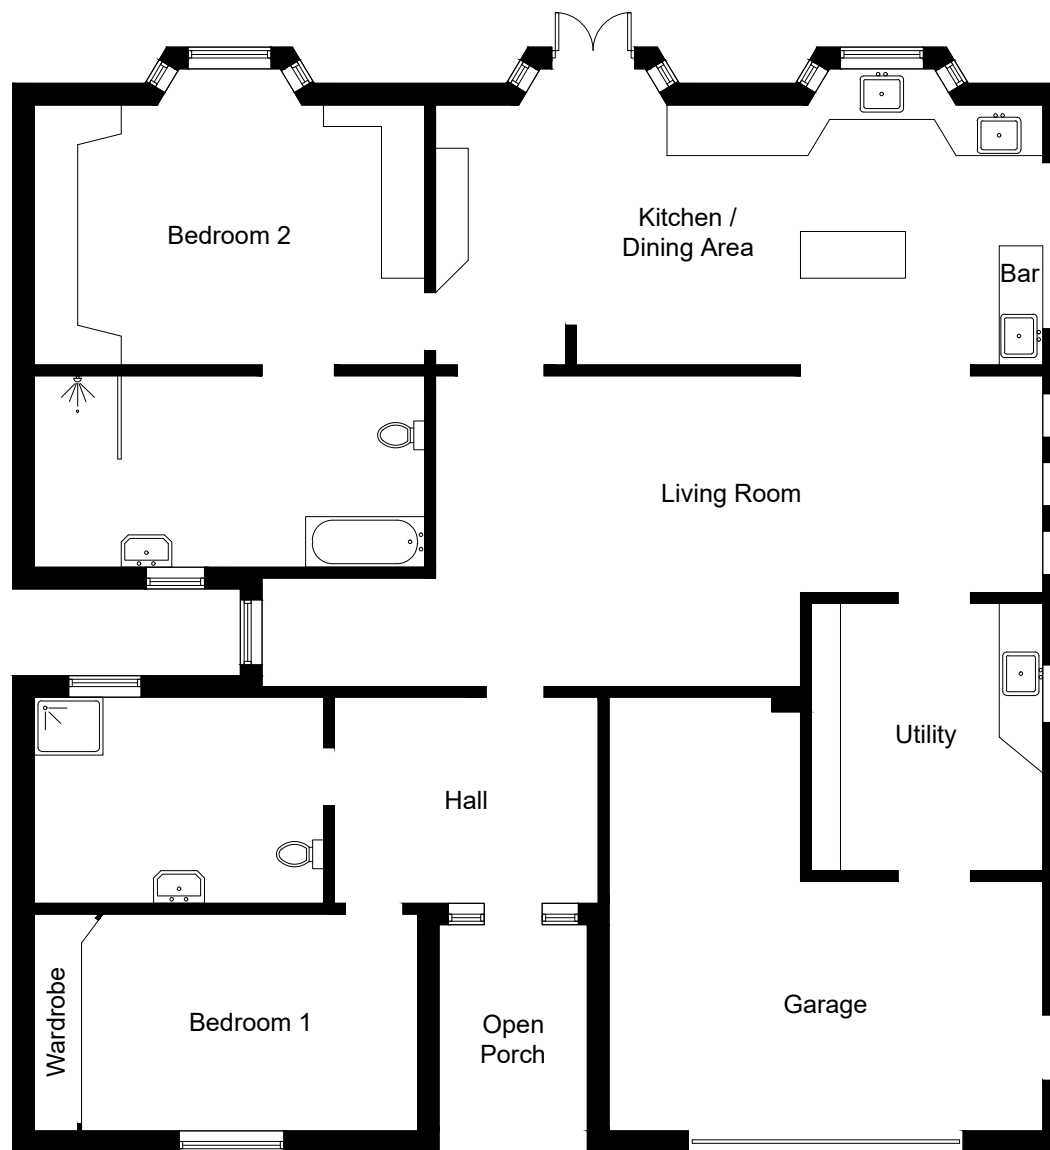 Bedroom 2
Kitchen /
Dining Area
Bar
Living Room
Utility
Hall
Wardrobe
Bedroom 1
Open
Porch
Garage